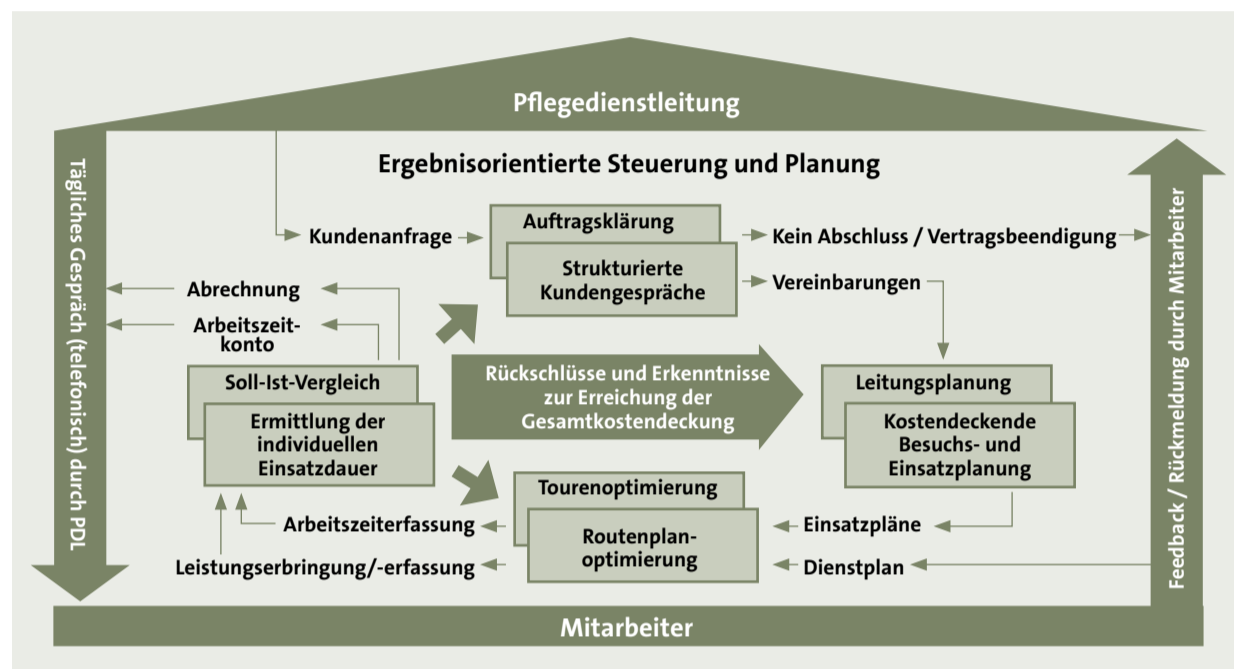 Pflegedienstleitung
Ergebnisorientierte Steuerung und Planung
Tägliches Gespräch (telefonisch) durch PDL
Kundenanfrage
Auftragsklärung
Strukturierte
Kundengespräche
Kein Abschluss / Vertragsbeendigung
Vereinbarungen
Abrechnung
Arbeitszeit-
konto
Soll-Ist-Vergleich
Ermittlung der
individuellen
Einsatzdauer
Rückschlüsse und Erkenntnisse
zur Erreichung der
Gesamtkostendeckung
Leitungsplanung
Kostendeckende
Besuchs- und
Einsatzplanung
Tourenoptimierung
Routenplan-
optimierung
Arbeitszeiterfassung
Leistungserbringung/-erfassung
Einsatzpläne
Dienstplan
Feedback / Rückmeldung durch Mitarbeiter
Mitarbeiter